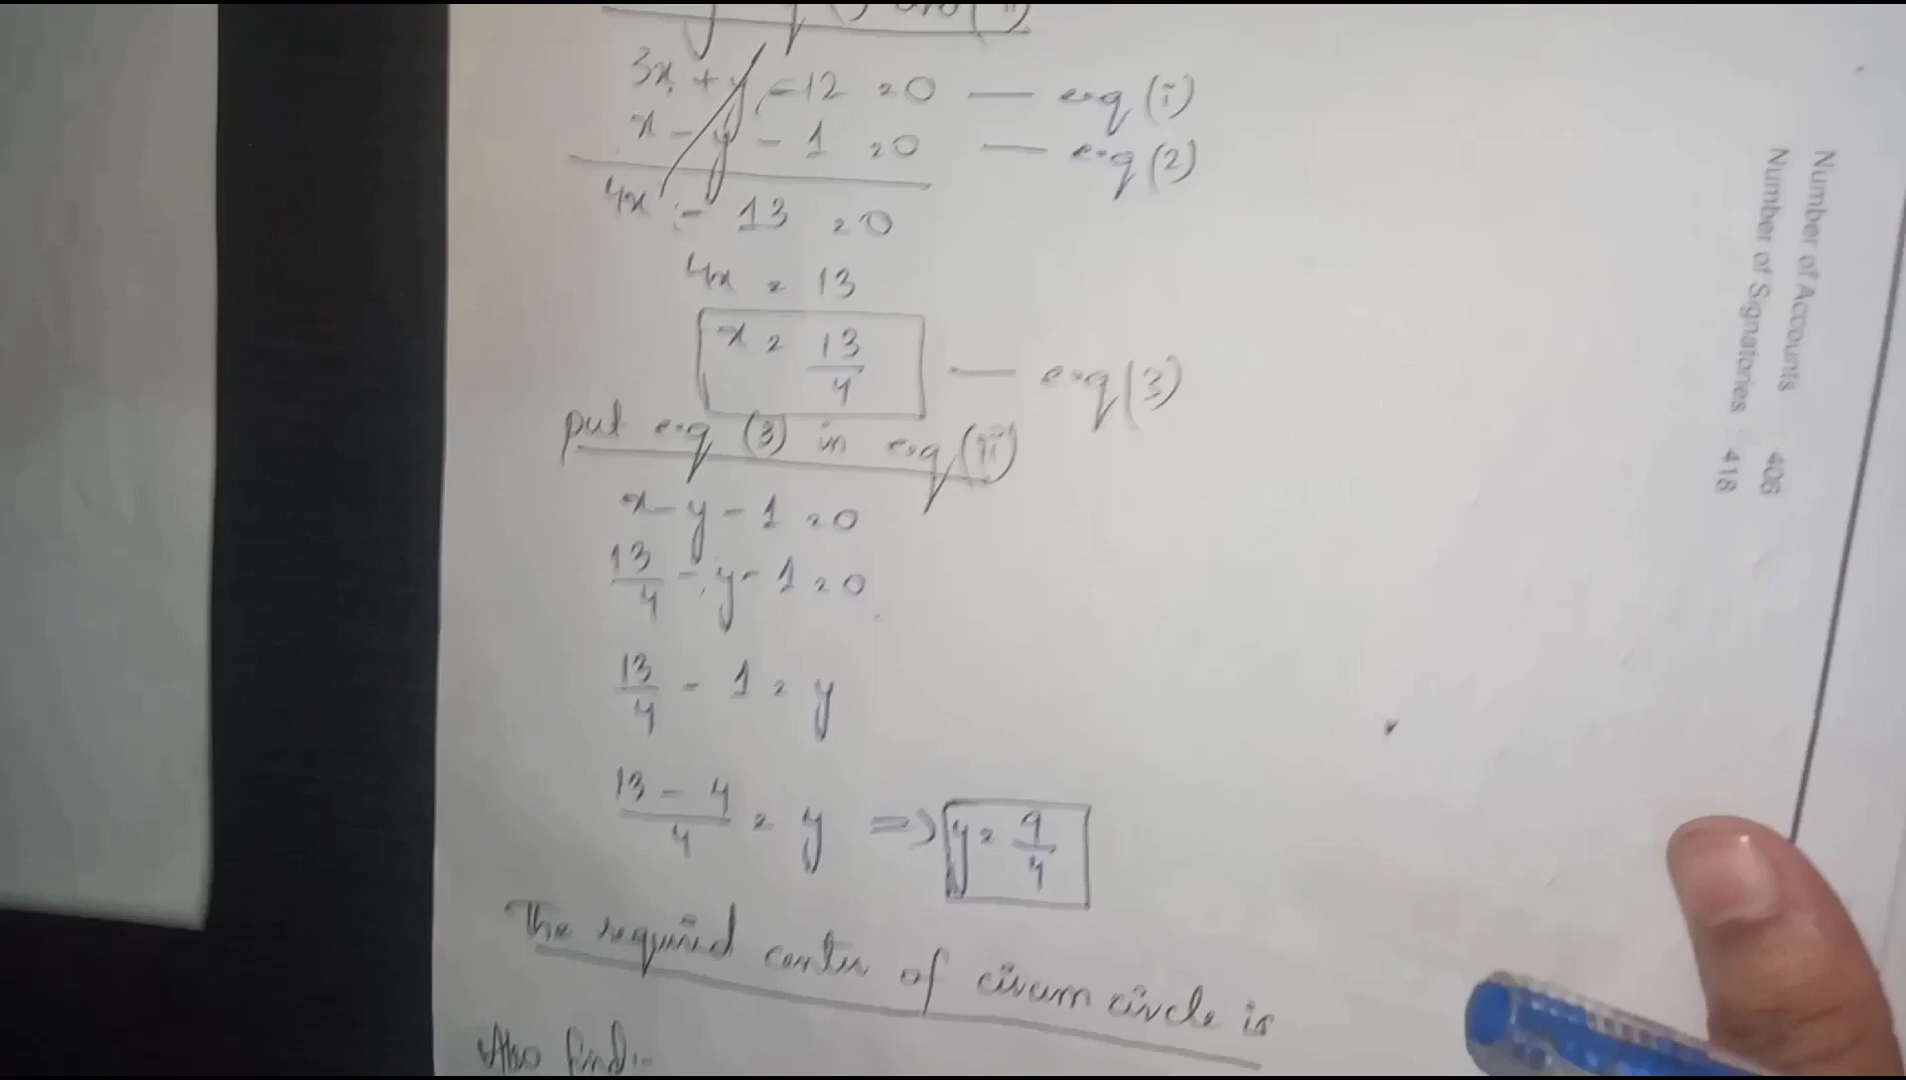 3x + y - 12 = 0 — eq (i)
x - y - 1 = 0 — eq (2)
4x - 13 = 0
4x = 13
x = 13/4 — eq (3)
put eq (3) in eq (ii)
x - y - 1 = 0
13/4 - y - 1 = 0
13/4 - 1 = y
13 - 4/4 = y => y = 9/4
The required center of circum circle is
Also find:
Number of Accounts 406
Number of Signatories 418